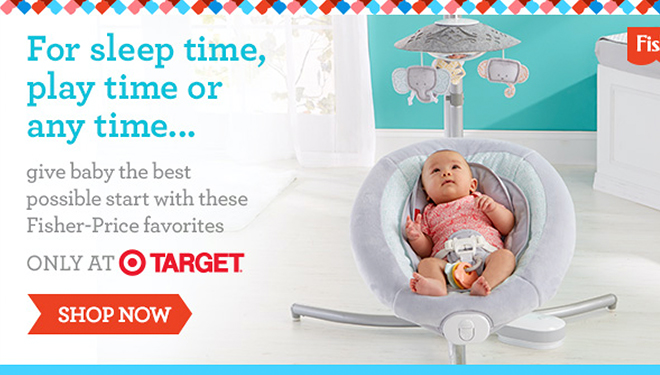 For sleep time,
play time or
any time...
give baby the best
possible start with these
Fisher-Price favorites
ONLY AT TARGET
SHOP NOW
Fis